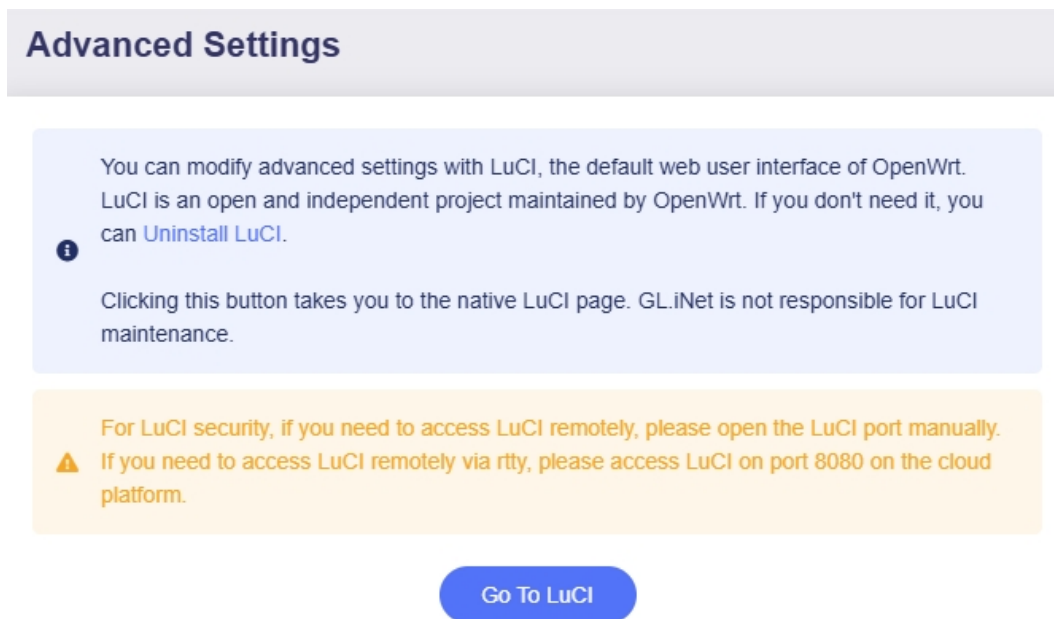 Advanced Settings
You can modify advanced settings with LuCI, the default web user interface of OpenWrt.
LuCI is an open and independent project maintained by OpenWrt. If you don't need it, you
can Uninstall LuCI.
Clicking this button takes you to the native LuCI page. GL.iNet is not responsible for LuCI
maintenance.
For LuCI security, if you need to access LuCI remotely, please open the LuCI port manually.
If you need to access LuCI remotely via rtty, please access LuCI on port 8080 on the cloud
platform.
Go To LuCI